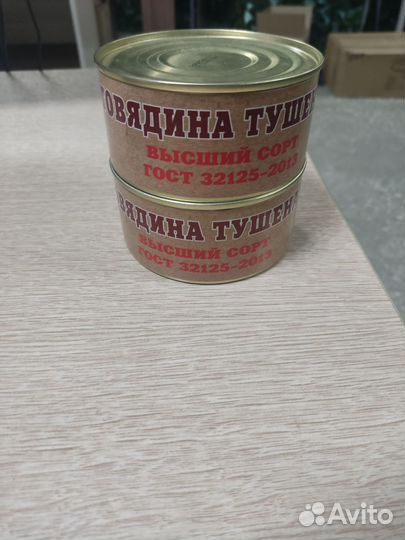 ОВЯДИНА ТУШЕН
ВЫСШИЙ СОРТ
ГОСТ 32125-2013
ОВЯДИНА ТУШЕН
ВЫСШИЙ СОРТ
ГОСТ 32125-2013
Avito